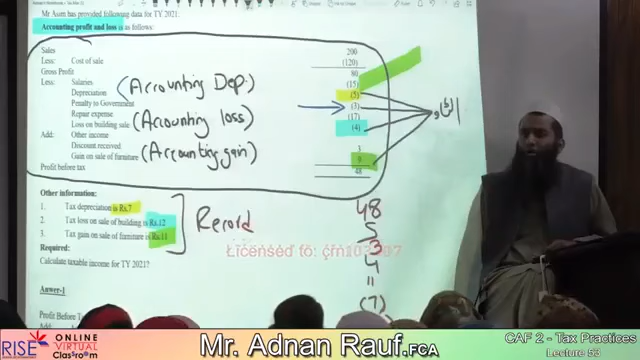 Mr Asem has provided following data for TY 2021.
Accounting profit and loss is as follows:
Sales 200
Less: Cost of sale (120)
Gross Profit 80
Less: Salaries (15)
Depreciation (Accounting Dep.) (5)
Penalty to Government (3)
Repair expense (17)
Loss on building sale (Accounting loss) (4)
Add: Other income
Discount received 3
Gain on sale of furniture (Accounting gain) 9
Profit before tax 48
Other information:
1. Tax depreciation is Rs.7
2. Tax loss on sale of building is Rs.12
3. Tax gain on sale of furniture is Rs.11
Record
Required:
Calculate taxable income for TY 2021?
Answer-1
48
5
3
4
"
(7)
RISE ONLINE VIRTUAL Classroom
Mr. Adnan Rauf.FCA
CAF 2 - Tax Practices
Lecture 53